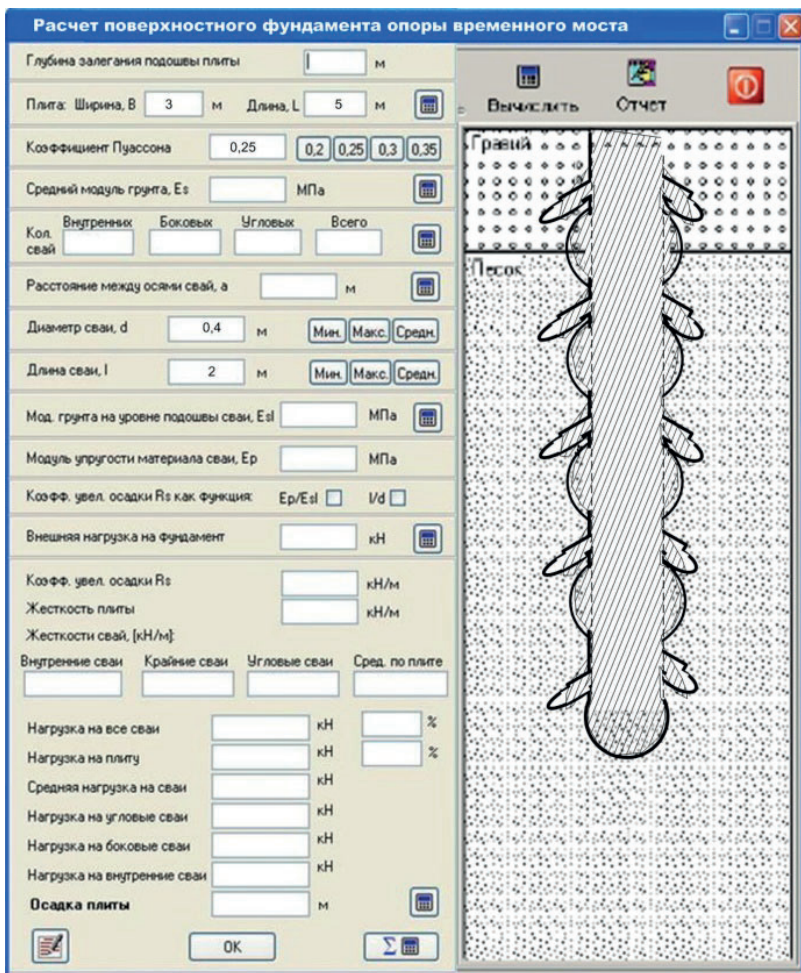 Расчет поверхностного фундамента опоры временного моста
Глубина залегания подошвы плиты м
Плита: Ширина, B 3 м Длина, L 5 м
Коэффициент Пуассона 0,25 0,2 0,25 0,3 0,35
Средний модуль грунта, Es МПа
Кол. свай Внутренних Боковых Угловых Всего
Расстояние между осями свай, a м
Диаметр сваи, d 0,4 м Мин. Макс. Средн.
Длина сваи, l 2 м Мин. Макс. Средн.
Мод. грунта на уровне подошвы сваи, Esl МПа
Модуль упругости материала сваи, Ep МПа
Коэфф. увел. осадки Rs как функция: Ep/Esl l/d
Внешняя нагрузка на фундамент кН
Коэфф. увел. осадки Rs кН/м
Жесткость плиты кН/м
Жесткости свай, [кН/м]:
Внутренние сваи Крайние сваи Угловые сваи Сред. по плите
Нагрузка на все сваи кН %
Нагрузка на плиту кН %
Средняя нагрузка на сваи кН
Нагрузка на угловые сваи кН
Нагрузка на боковые сваи кН
Нагрузка на внутренние сваи кН
Осадка плиты м
OK Σ
Вычислить Отчет
Гравий
Песок